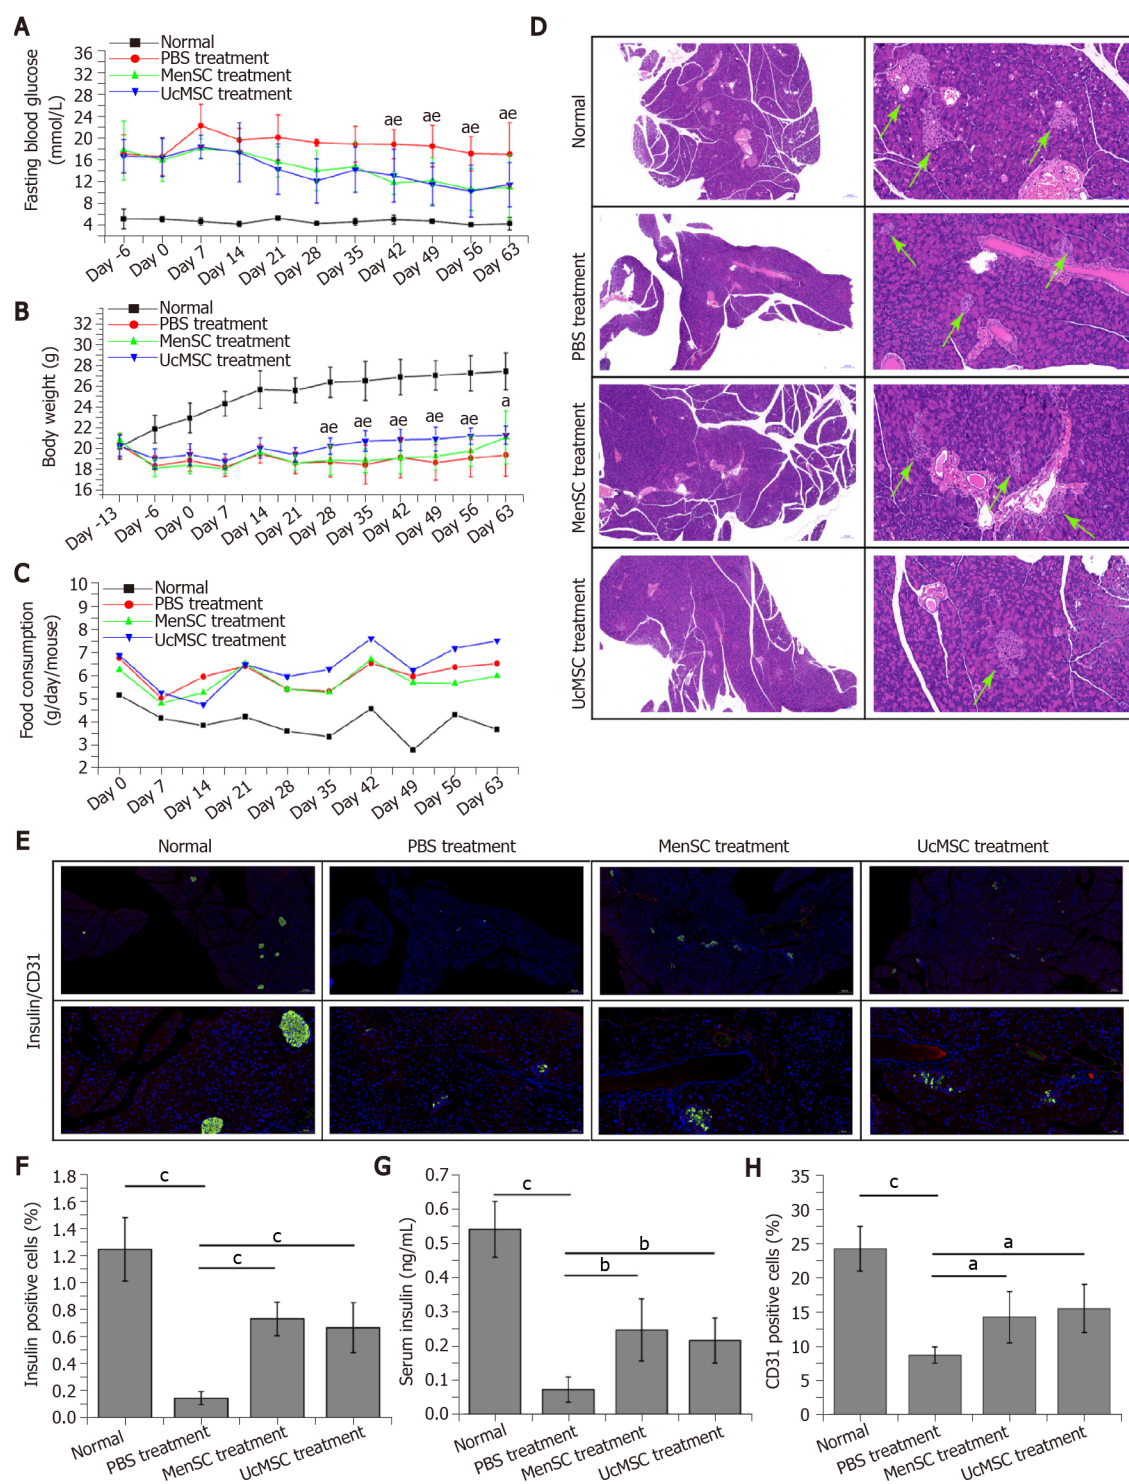 A
Normal
PBS treatment
MenSC treatment
UcMSC treatment
Fasting blood glucose
(mmol/L)
36
32
28
24
20
16
12
8
4
ae ae ae ae
Day -6 Day 0 Day 7 Day 14 Day 21 Day 28 Day 35 Day 42 Day 49 Day 56 Day 63
B
Normal
PBS treatment
MenSC treatment
UcMSC treatment
Body weight (g)
32
30
28
26
24
22
20
18
16
ae ae ae ae ae a
Day -13 Day -6 Day 0 Day 7 Day 14 Day 21 Day 28 Day 35 Day 42 Day 49 Day 56 Day 63
C
Normal
PBS treatment
MenSC treatment
UcMSC treatment
Food consumption
(g/day/mouse)
10
9
8
7
6
5
4
3
2
Day 0 Day 7 Day 14 Day 21 Day 28 Day 35 Day 42 Day 49 Day 56 Day 63
D
Normal
PBS treatment
MenSC treatment
UcMSC treatment
E
Normal PBS treatment MenSC treatment UcMSC treatment
Insulin/CD31
F
Insulin positive cells (%)
1.8
1.6
1.4
1.2
1.0
0.8
0.6
0.4
0.2
0.0
c
c
c
Normal PBS treatment MenSC treatment UcMSC treatment
G
Serum insulin (ng/mL)
0.7
0.6
0.5
0.4
0.3
0.2
0.1
0.0
c
b
b
Normal PBS treatment MenSC treatment UcMSC treatment
H
CD31 positive cells (%)
35
30
25
20
15
10
5
0
c
a
a
Normal PBS treatment MenSC treatment UcMSC treatment